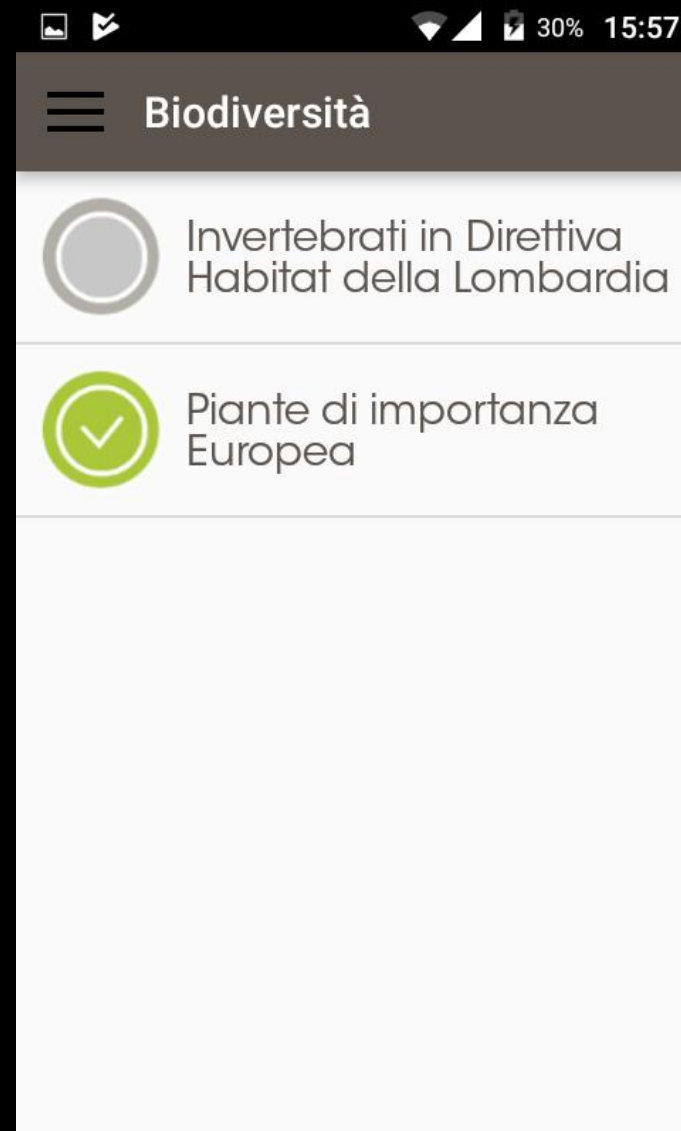 30% 15:57
Biodiversità
Invertebrati in Direttiva
Habitat della Lombardia
Piante di importanza
Europea